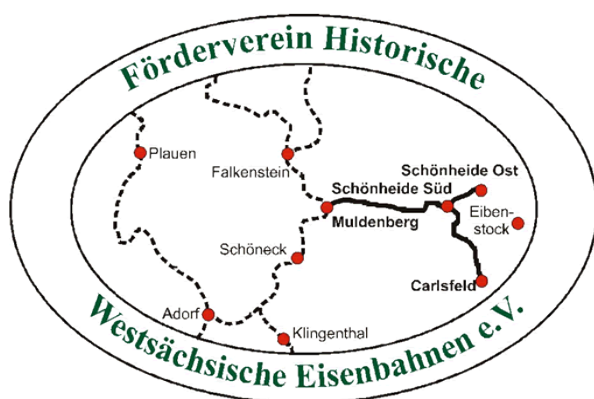 Förderverein Historische
Plauen
Falkenstein
Schönheide Ost
Schönheide Süd
Eiben-
stock
Muldenberg
Schöneck
Carlsfeld
Adorf
Klingenthal
Westsächsische Eisenbahnen e.V.